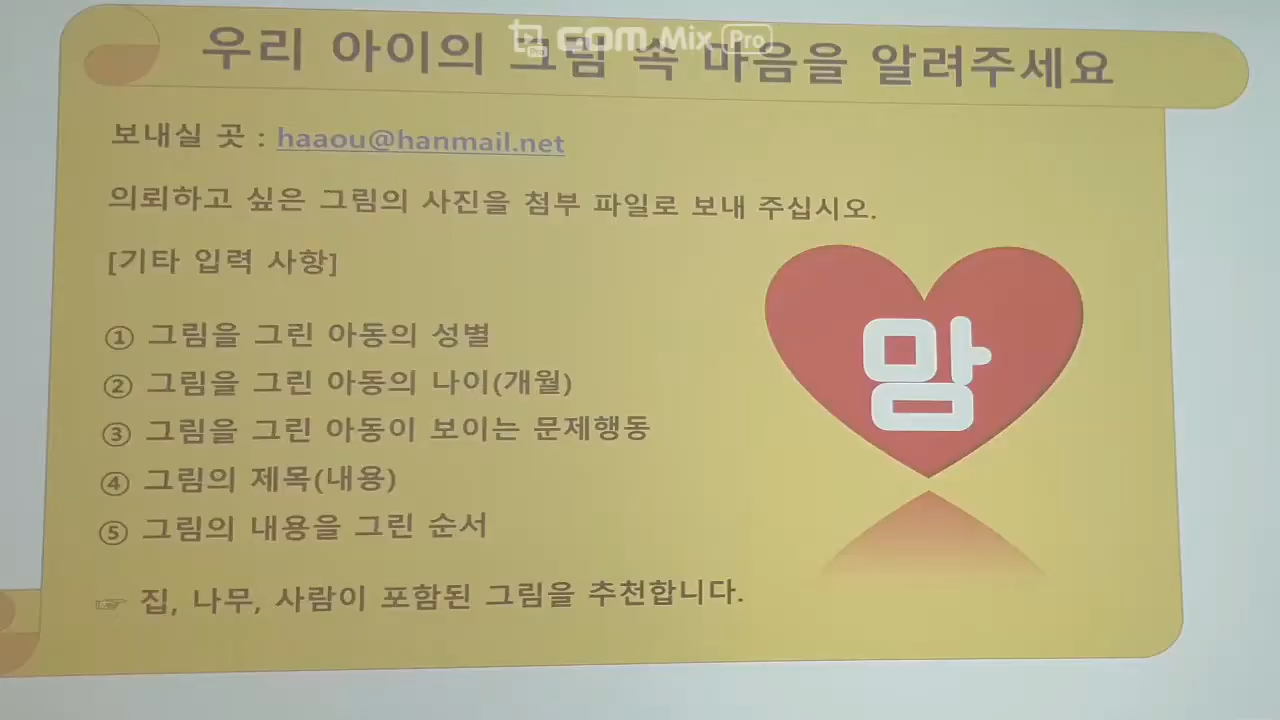 GOM Mix Pro
우리 아이의 그림 속 마음을 알려주세요
보내실 곳 : haaou@hanmail.net
의뢰하고 싶은 그림의 사진을 첨부 파일로 보내 주십시오.
[기타 입력 사항]
① 그림을 그린 아동의 성별
② 그림을 그린 아동의 나이(개월)
③ 그림을 그린 아동이 보이는 문제행동
④ 그림의 제목(내용)
⑤ 그림의 내용을 그린 순서
맘
☞ 집, 나무, 사람이 포함된 그림을 추천합니다.